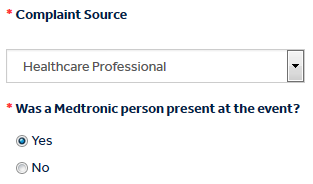 * Complaint Source
Healthcare Professional
* Was a Medtronic person present at the event?
Yes
No